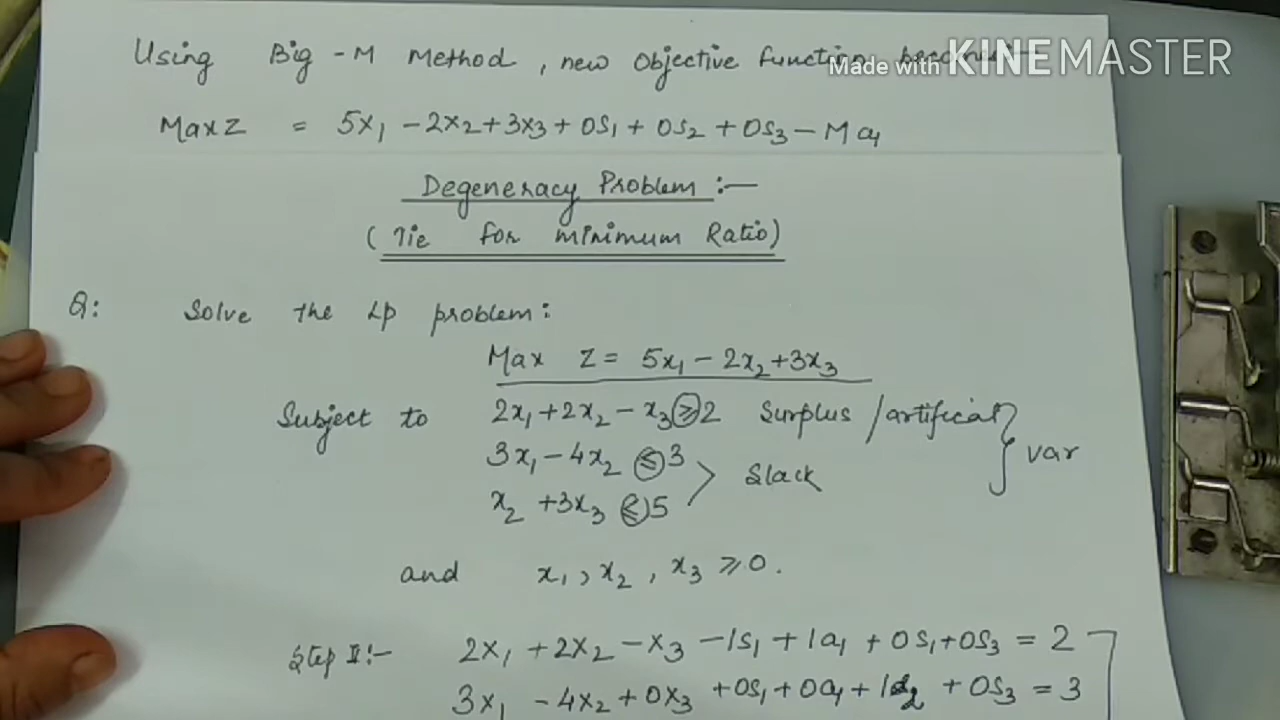 Using Big-M Method, new Objective function
Made with KINEMASTER
Max Z = 5x₁ - 2x₂ + 3x₃ + 0s₁ + 0s₂ + 0s₃ - Ma₁
Degeneracy Problem :-
(Tie for minimum Ratio)
Q: Solve the LP problem:
Max Z = 5x₁ - 2x₂ + 3x₃
Subject to 2x₁ + 2x₂ - x₃ ≥ 2 Surplus / artifical } var
3x₁ - 4x₂ ≤ 3 > Slack
x₂ + 3x₃ ≤ 5
and x₁, x₂, x₃ ≥ 0.
Step II :- 2x₁ + 2x₂ - x₃ - 1s₁ + 1a₁ + 0s₁ + 0s₃ = 2
3x₁ - 4x₂ + 0x₃ + 0s₁ + 0a₁ + 1s₂ + 0s₃ = 3